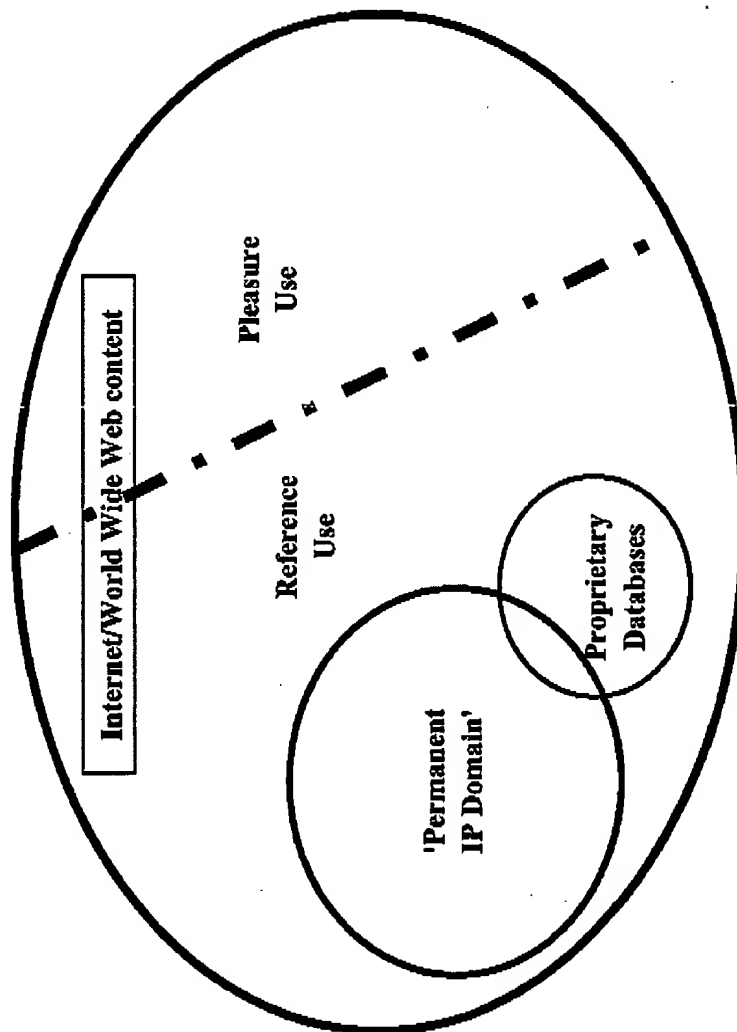 Internet/World Wide Web content
Reference
Use
Pleasure
Use
'Permanent
IP Domain'
Proprietary
Databases